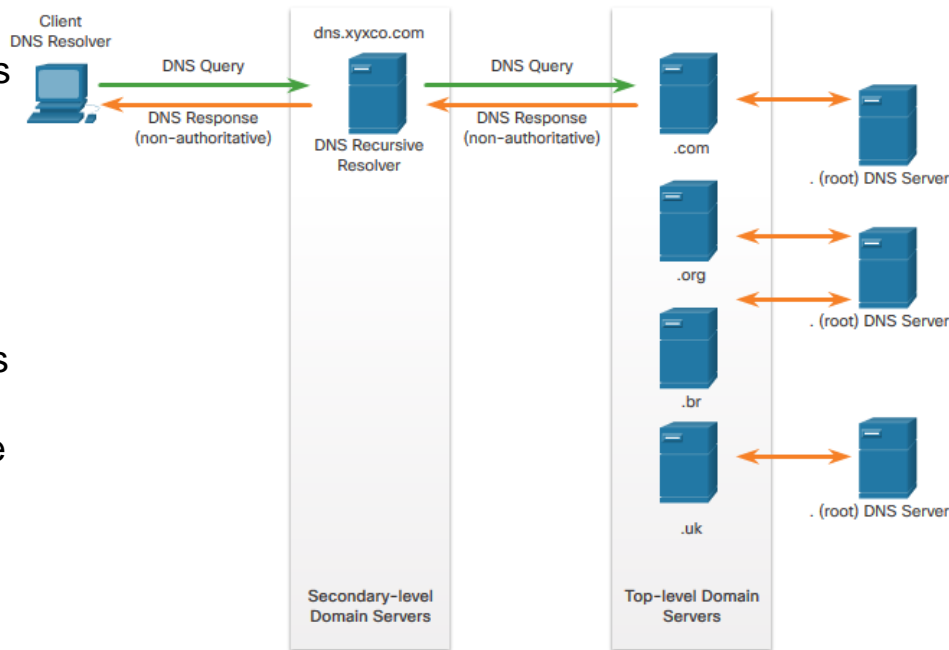 Client
DNS Resolver
s
DNS Query
DNS Response
(non-authoritative)
dns.xyxco.com
DNS Recursive
Resolver
DNS Query
DNS Response
(non-authoritative)
.com
. (root) DNS Server
.org
. (root) DNS Server
s
.br
e
.uk
. (root) DNS Server
Secondary-level
Domain Servers
Top-level Domain
Servers